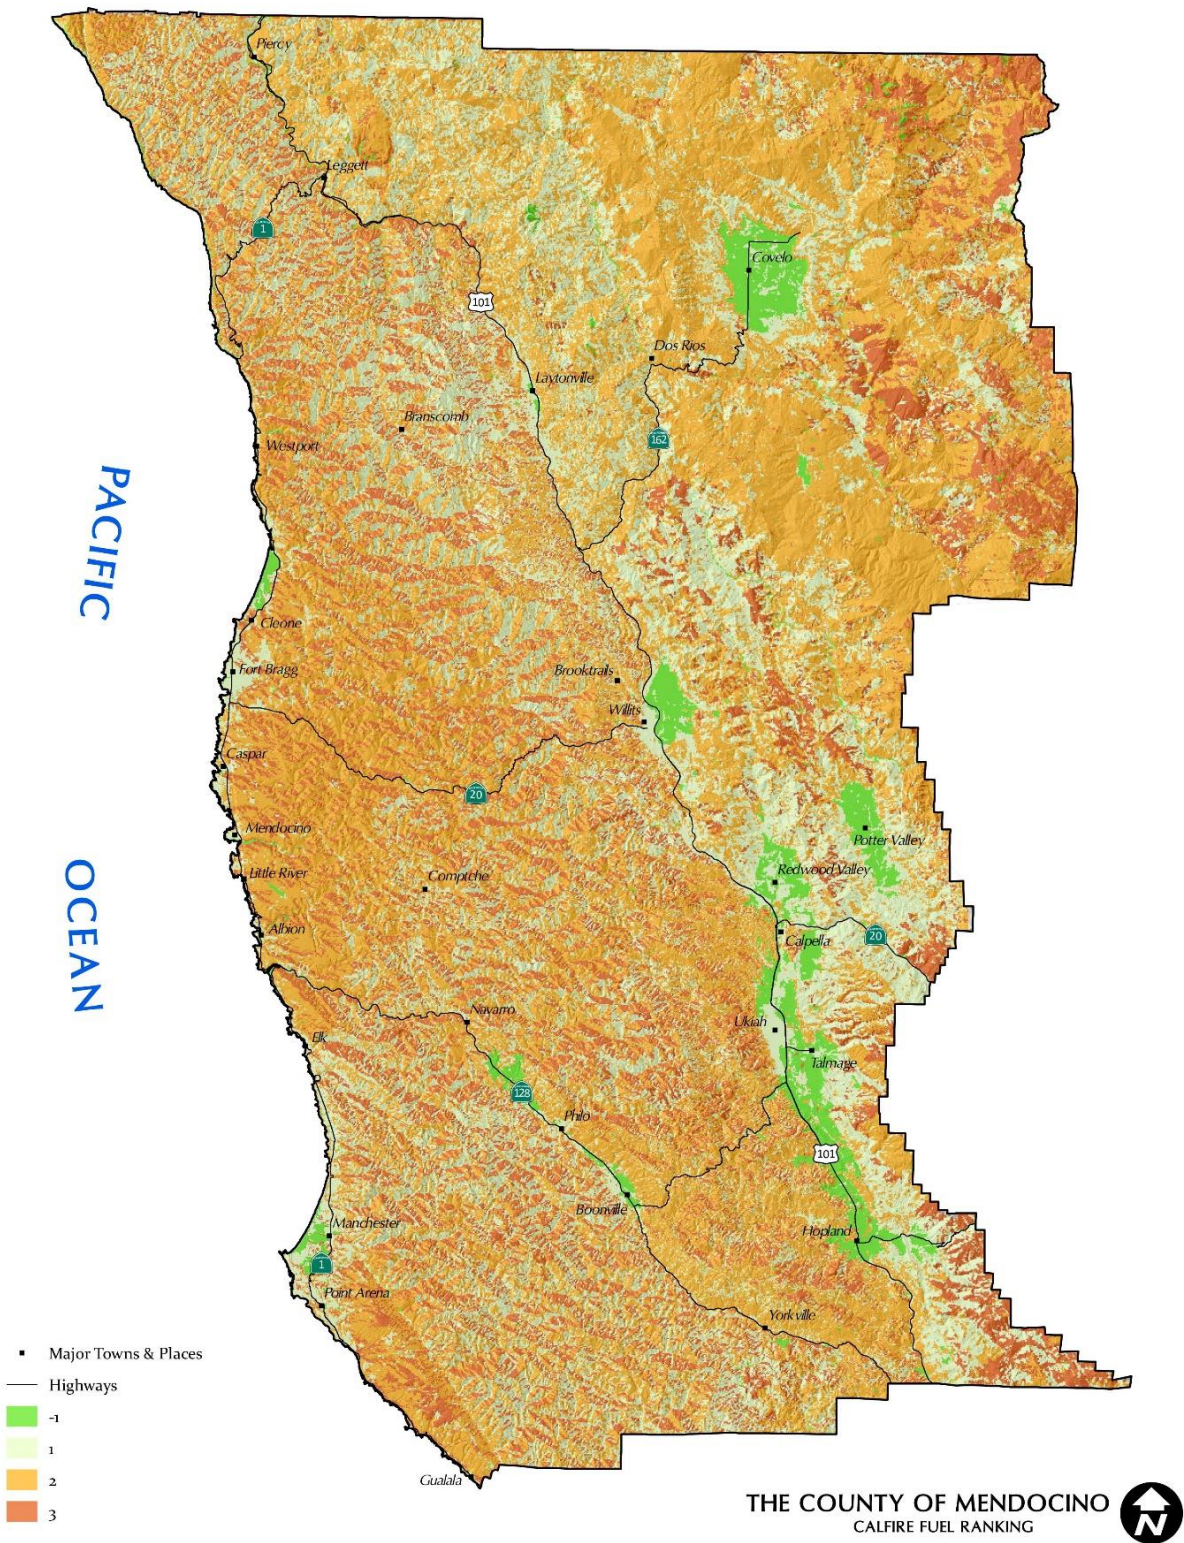 Piercy
Leggett
1
Covelo
101
Dos Rios
Laytonville
Branscomb
162
Westport
PACIFIC
Cleone
Fort Bragg
Brooktrails
Willits
Caspar
20
Mendocino
Potter Valley
Little River
Redwood Valley
Comptche
OCEAN
Albion
Calpella
20
Navarro
Ukiah
Elk
Talmage
128
Philo
101
Boonville
Manchester
Hopland
1
Point Arena
Yorkville
Major Towns & Places
Highways
-1
1
2
3
Gualala
THE COUNTY OF MENDOCINO
CALFIRE FUEL RANKING
N